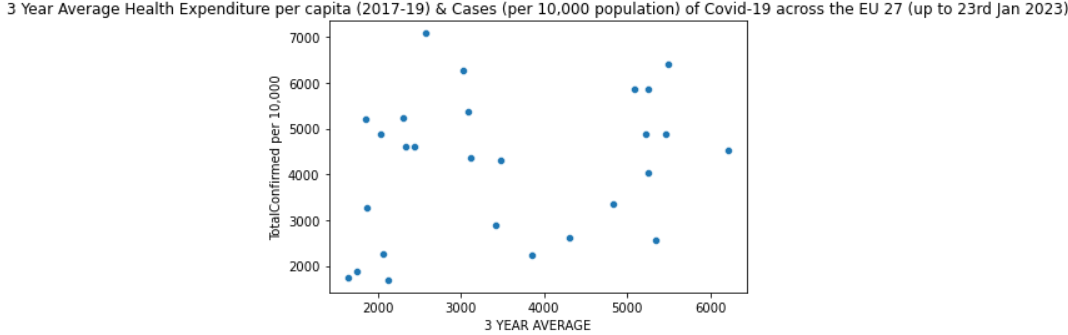 3 Year Average Health Expenditure per capita (2017-19) & Cases (per 10,000 population) of Covid-19 across the EU 27 (up to 23rd Jan 2023)
7000
6000
5000
4000
3000
2000
TotalConfirmed per 10,000
2000 3000 4000 5000 6000
3 YEAR AVERAGE